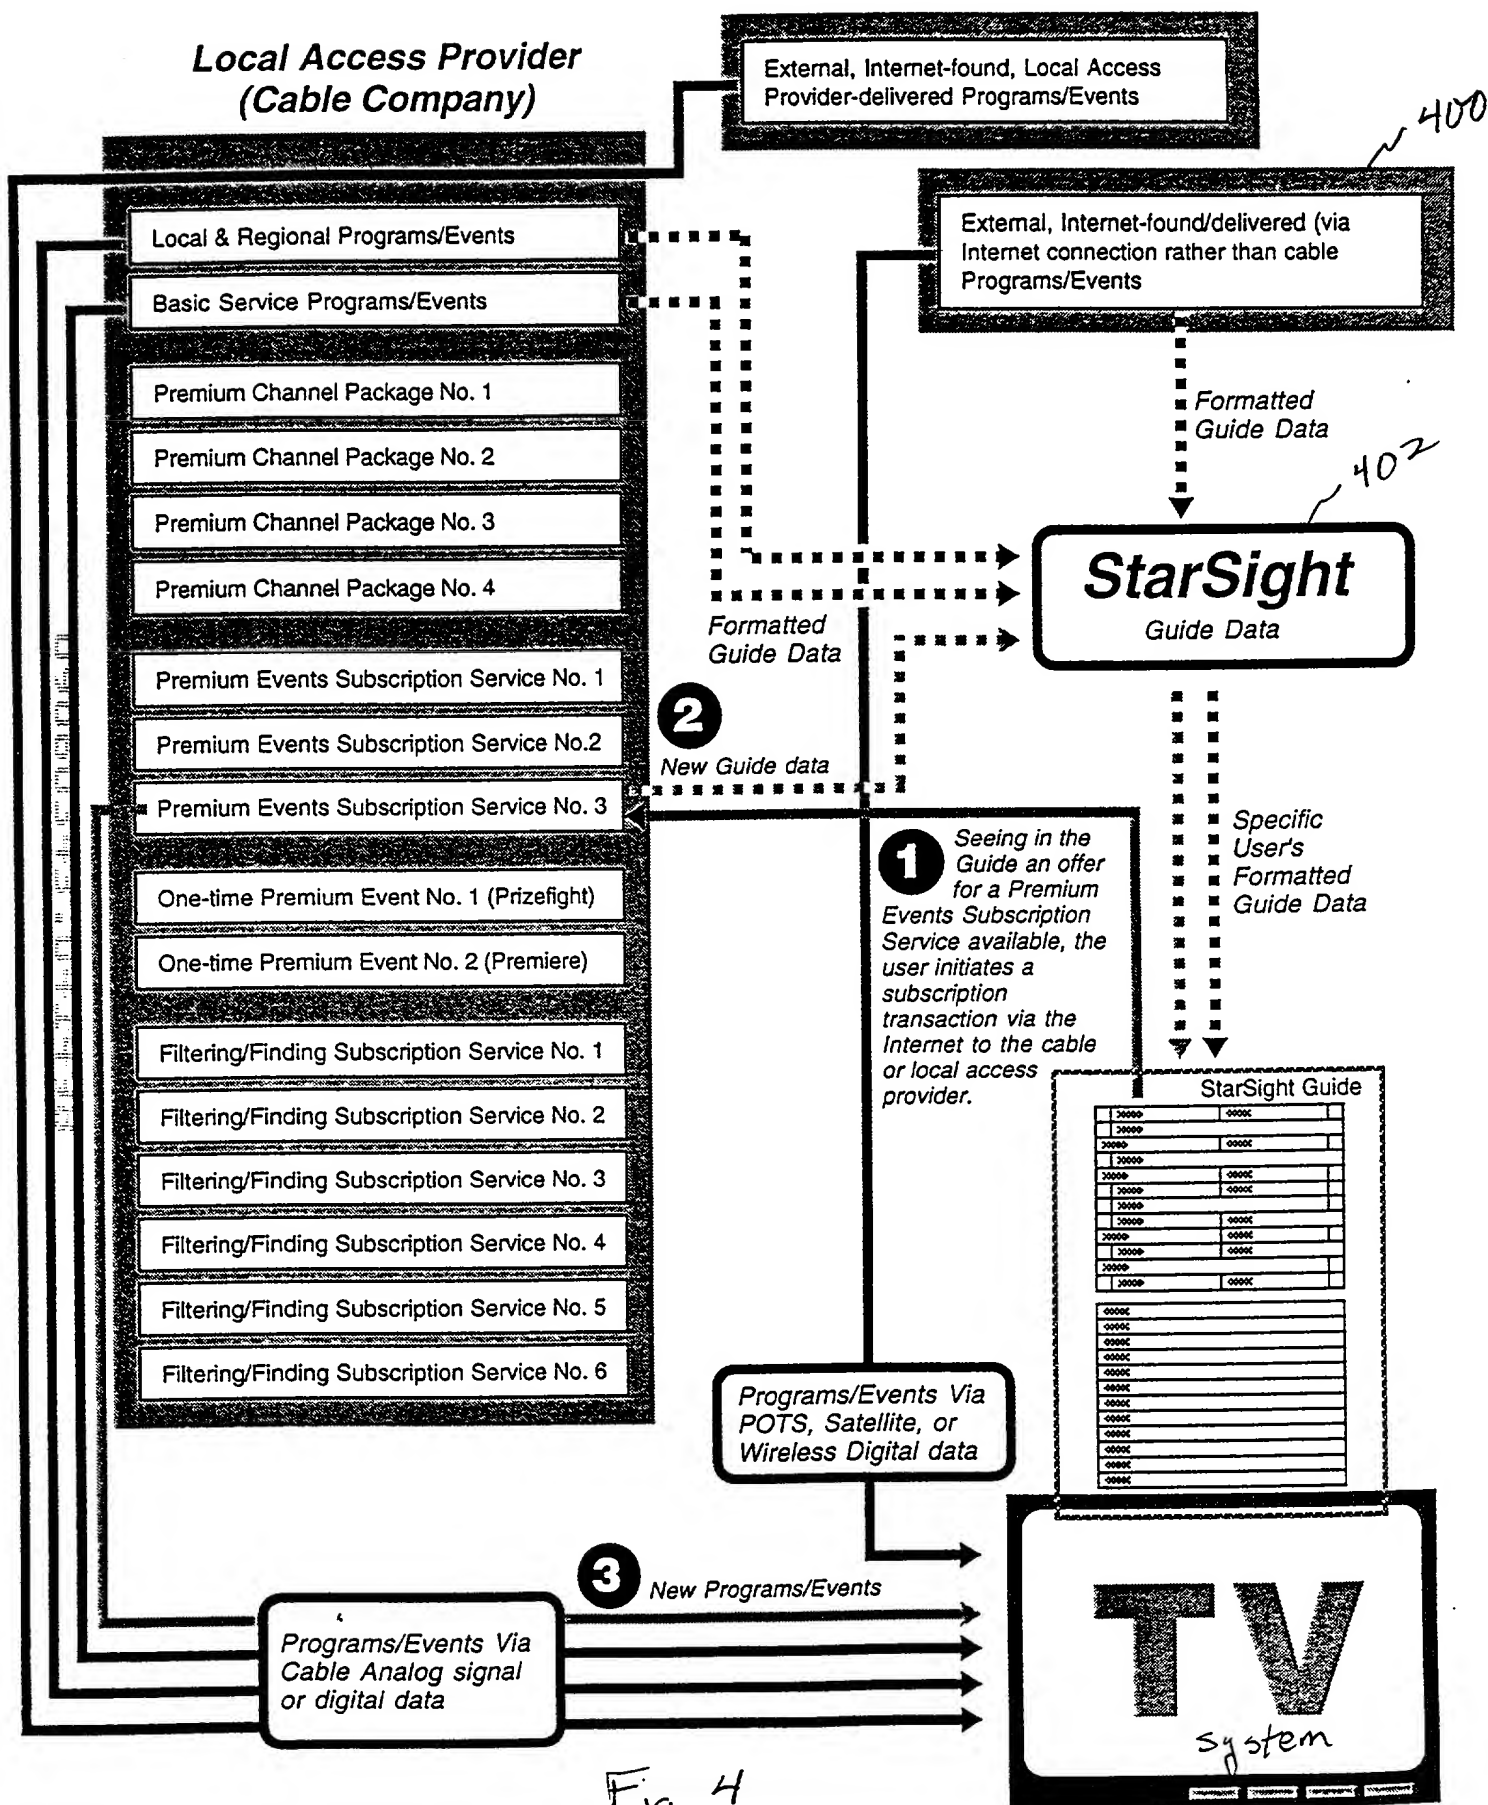 Local Access Provider
(Cable Company)
External, Internet-found, Local Access
Provider-delivered Programs/Events
400
External, Internet-found/delivered (via
Internet connection rather than cable
Programs/Events
Local & Regional Programs/Events
Basic Service Programs/Events
Premium Channel Package No. 1
Premium Channel Package No. 2
Premium Channel Package No. 3
Premium Channel Package No. 4
Premium Events Subscription Service No. 1
Premium Events Subscription Service No.2
Premium Events Subscription Service No. 3
One-time Premium Event No. 1 (Prizefight)
One-time Premium Event No. 2 (Premiere)
Filtering/Finding Subscription Service No. 1
Filtering/Finding Subscription Service No. 2
Filtering/Finding Subscription Service No. 3
Filtering/Finding Subscription Service No. 4
Filtering/Finding Subscription Service No. 5
Filtering/Finding Subscription Service No. 6
Formatted
Guide Data
402
StarSight
Guide Data
Formatted
Guide Data
2
New Guide data
1
Seeing in the
Guide an offer
for a Premium
Events Subscription
Service available, the
user initiates a
subscription
transaction via the
Internet to the cable
or local access
provider.
Specific
User's
Formatted
Guide Data
StarSight Guide
Programs/Events Via
POTS, Satellite, or
Wireless Digital data
3
New Programs/Events
Programs/Events Via
Cable Analog signal
or digital data
TV
system
Fig. 4